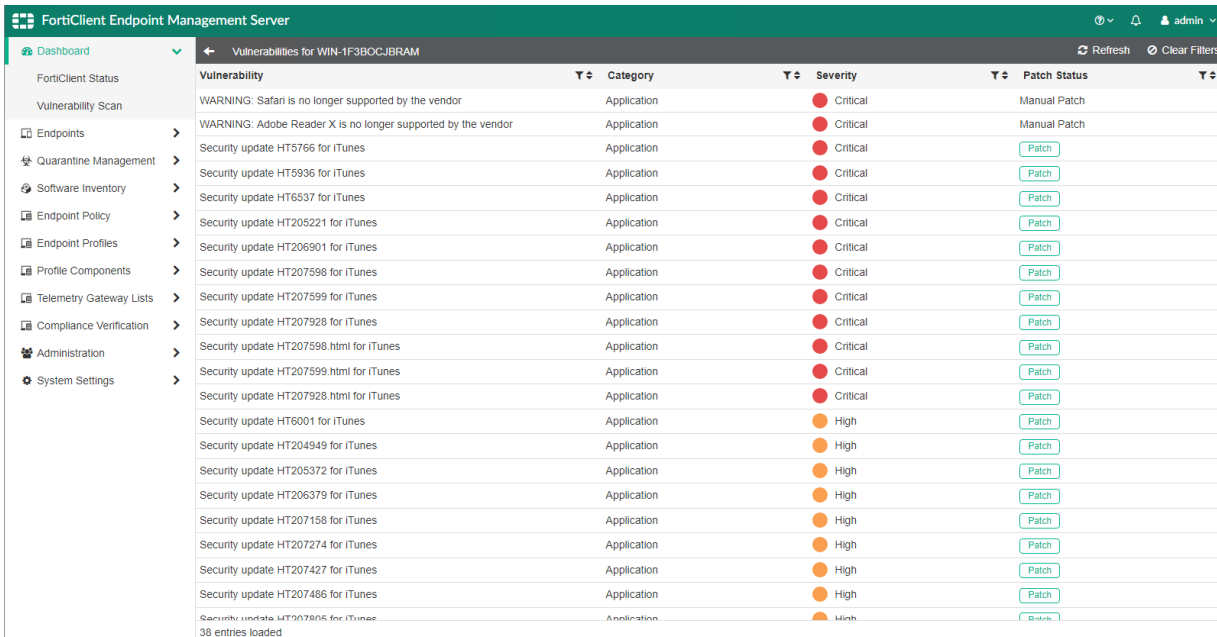 FortiClient Endpoint Management Server admin
Dashboard
FortiClient Status
Vulnerability Scan
Endpoints
Quarantine Management
Software Inventory
Endpoint Policy
Endpoint Profiles
Profile Components
Telemetry Gateway Lists
Compliance Verification
Administration
System Settings
Vulnerabilities for WIN-1F3BOCJBRAM Refresh Clear Filters
Vulnerability Category Severity Patch Status
WARNING: Safari is no longer supported by the vendor Application Critical Manual Patch
WARNING: Adobe Reader X is no longer supported by the vendor Application Critical Manual Patch
Security update HT5766 for iTunes Application Critical Patch
Security update HT5936 for iTunes Application Critical Patch
Security update HT6537 for iTunes Application Critical Patch
Security update HT205221 for iTunes Application Critical Patch
Security update HT206901 for iTunes Application Critical Patch
Security update HT207598 for iTunes Application Critical Patch
Security update HT207599 for iTunes Application Critical Patch
Security update HT207928 for iTunes Application Critical Patch
Security update HT207598.html for iTunes Application Critical Patch
Security update HT207599.html for iTunes Application Critical Patch
Security update HT207928.html for iTunes Application Critical Patch
Security update HT6001 for iTunes Application High Patch
Security update HT204949 for iTunes Application High Patch
Security update HT205372 for iTunes Application High Patch
Security update HT206379 for iTunes Application High Patch
Security update HT207158 for iTunes Application High Patch
Security update HT207274 for iTunes Application High Patch
Security update HT207427 for iTunes Application High Patch
Security update HT207486 for iTunes Application High Patch
Security update HT207805 for iTunes Application High Patch
38 entries loaded